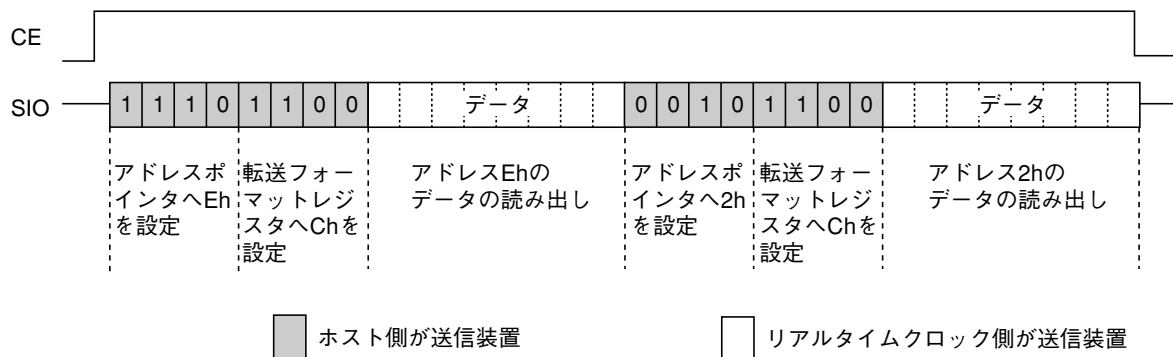 CE
SIO
1 1 1 0 1 1 0 0 データ 0 0 1 0 1 1 0 0 データ
アドレスポ
インタへEh
を設定
転送フォー
マットレジ
スタへChを
設定
アドレスEhの
データの読み出し
アドレスポ
インタへ2h
を設定
転送フォー
マットレジ
スタへChを
設定
アドレス2hの
データの読み出し
ホスト側が送信装置
リアルタイムクロック側が送信装置